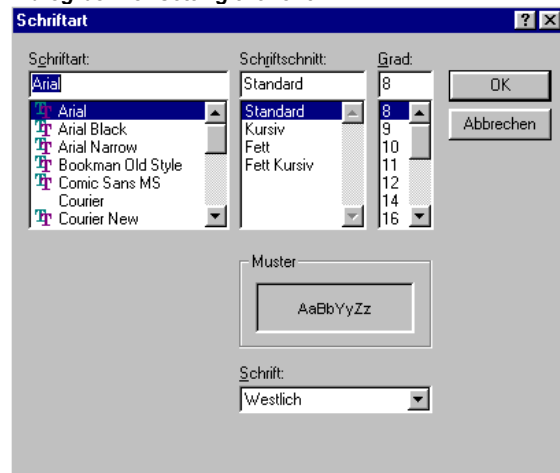 Schriftart
Schriftart: Schriftschnitt: Grad:
Arial Standard 8 OK
Arial Standard 8 Abbrechen
Arial Black Kursiv 9
Arial Narrow Fett 10
Bookman Old Style Fett Kursiv 11
Comic Sans MS 12
Courier 14
Courier New 16
Muster
AaBbYyZz
Schrift:
Westlich